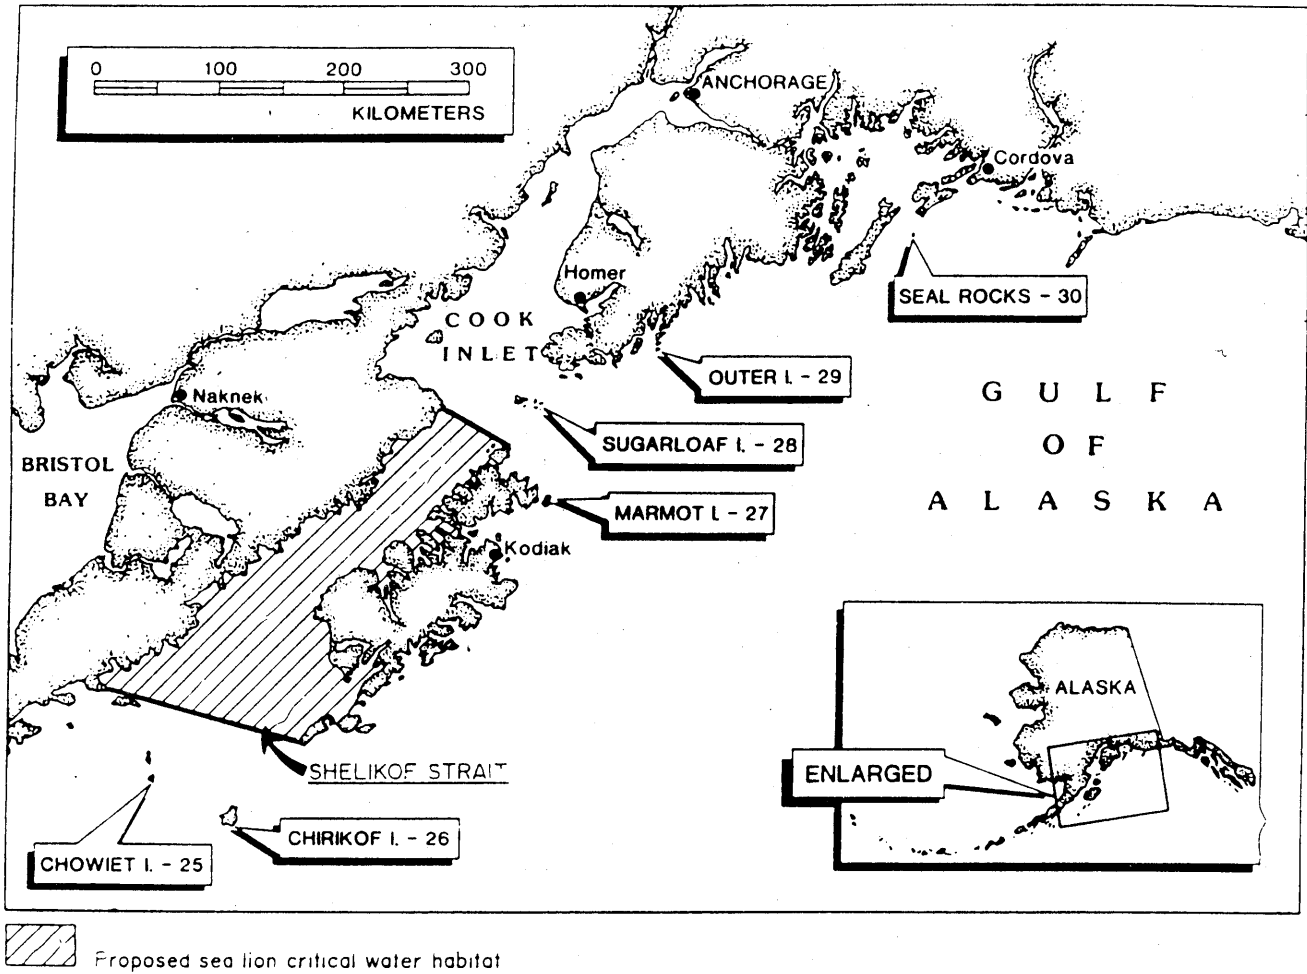 0 100 200 300
KILOMETERS
ANCHORAGE
Cordova
SEAL ROCKS - 30
Homer
COOK
INLET
OUTER I. - 29
GULF
OF
ALASKA
Naknek
SUGARLOAF I. - 28
BRISTOL
BAY
MARMOT I. - 27
Kodiak
ALASKA
ENLARGED
SHELIKOF STRAIT
CHIRIKOF I. - 26
CHOWIET I. - 25
Proposed sea lion critical water habitat